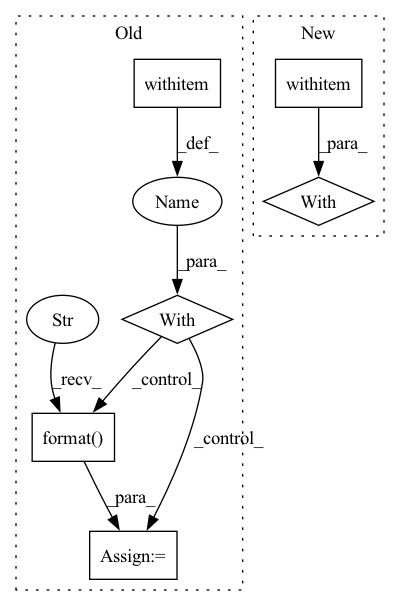 Old
New
withitem
withitem
_def_
_para_
Name
With
_para_
Str
With
_recv_
_control_
_control_
format()
_para_
Assign:=